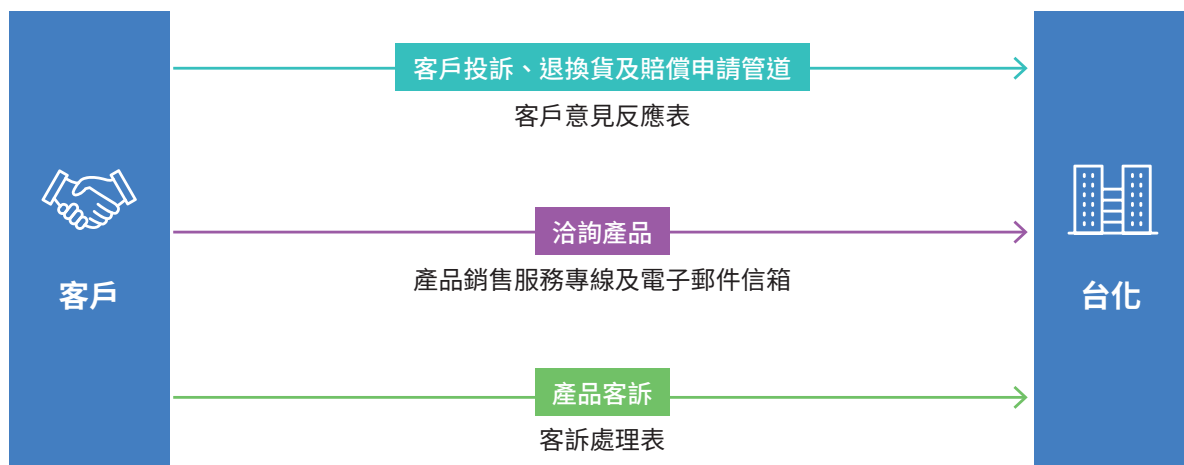 客戶
客戶投訴、退換貨及賠償申請管道
客戶意見反應表
洽詢產品
產品銷售服務專線及電子郵件信箱
產品客訴
客訴處理表
台化